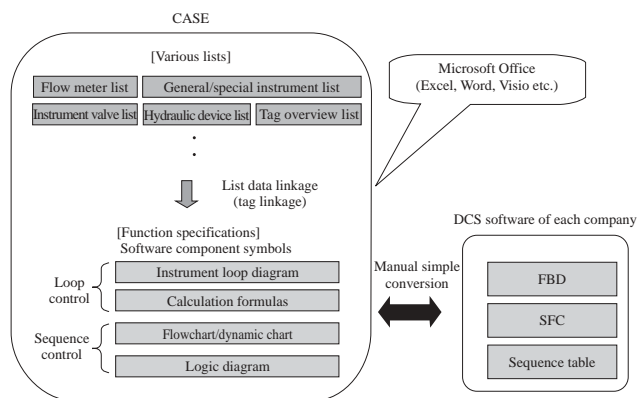 CASE
[Various lists]
Flow meter list
General/special instrument list
Instrument valve list
Hydraulic device list
Tag overview list
Microsoft Office
(Excel, Word, Visio etc.)
List data linkage
(tag linkage)
[Function specifications]
Software component symbols
Loop
control
Instrument loop diagram
Calculation formulas
Sequence
control
Flowchart/dynamic chart
Logic diagram
Manual simple
conversion
DCS software of each company
FBD
SFC
Sequence table